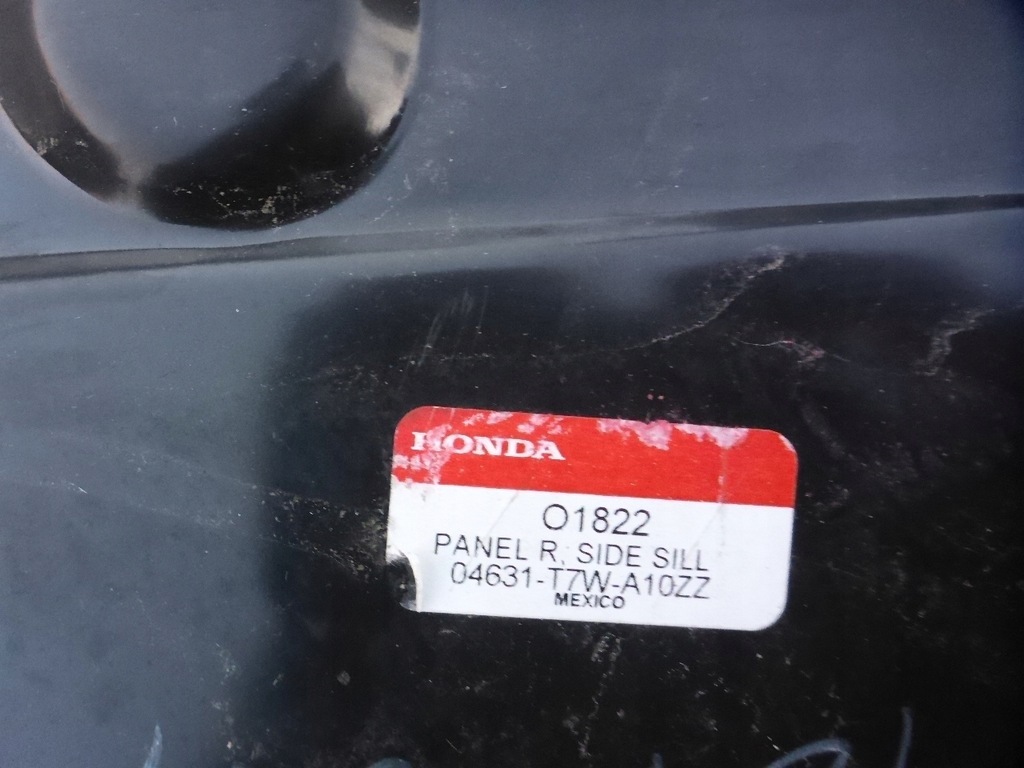 HONDA
O1822
PANEL R, SIDE SILL
04631-T7W-A10ZZ
MEXICO